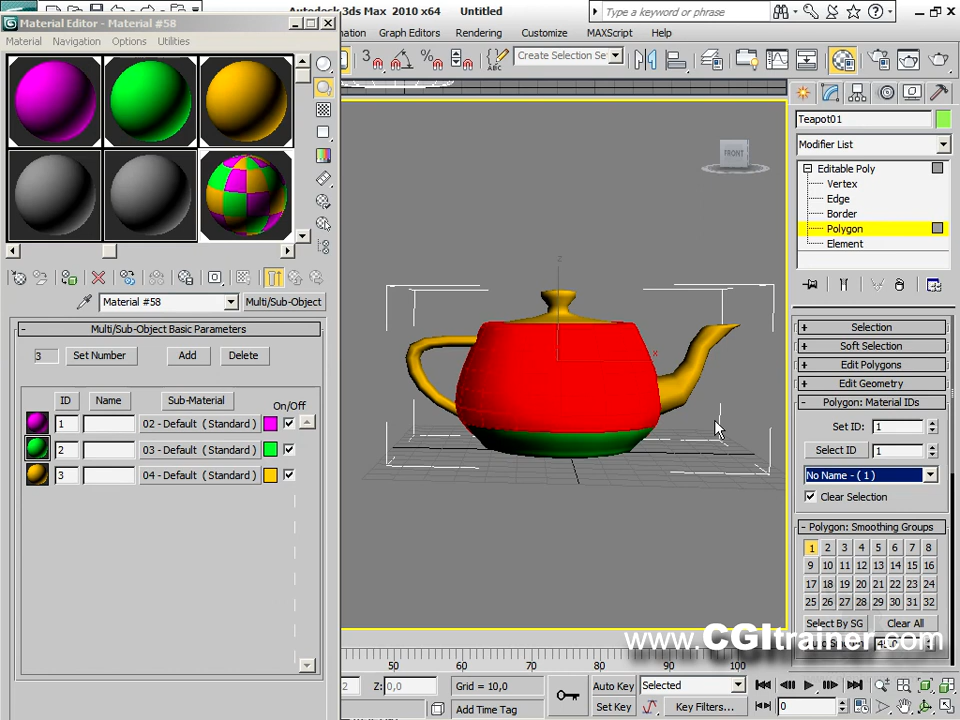 Material Editor - Material #58
Autodesk 3ds Max 2010 x64 Untitled
Type a keyword or phrase
Material Navigation Options Utilities
Graph Editors Rendering Customize MAXScript Help
3
%
ABC
Create Selection Se
FRONT
Teapot01
Modifier List
Editable Poly
Vertex
Edge
Border
Polygon
Element
Material #58
Multi/Sub-Object
Multi/Sub-Object Basic Parameters
3 Set Number Add Delete
ID Name Sub-Material On/Off
1 02 - Default ( Standard )
2 03 - Default ( Standard )
3 04 - Default ( Standard )
z
x
+ Selection
+ Soft Selection
+ Edit Polygons
+ Edit Geometry
- Polygon: Material IDs
Set ID: 1
Select ID 1
No Name - ( 1 )
Clear Selection
- Polygon: Smoothing Groups
1 2 3 4 5 6 7 8
9 10 11 12 13 14 15 16
17 18 19 20 21 22 23 24
25 26 27 28 29 30 31 32
Select By SG Clear All
www.CGItrainer.com
50 60 70 80 90 100
2 Z: 0,0 Grid = 10,0 Auto Key Selected
Add Time Tag Set Key Key Filters... 0